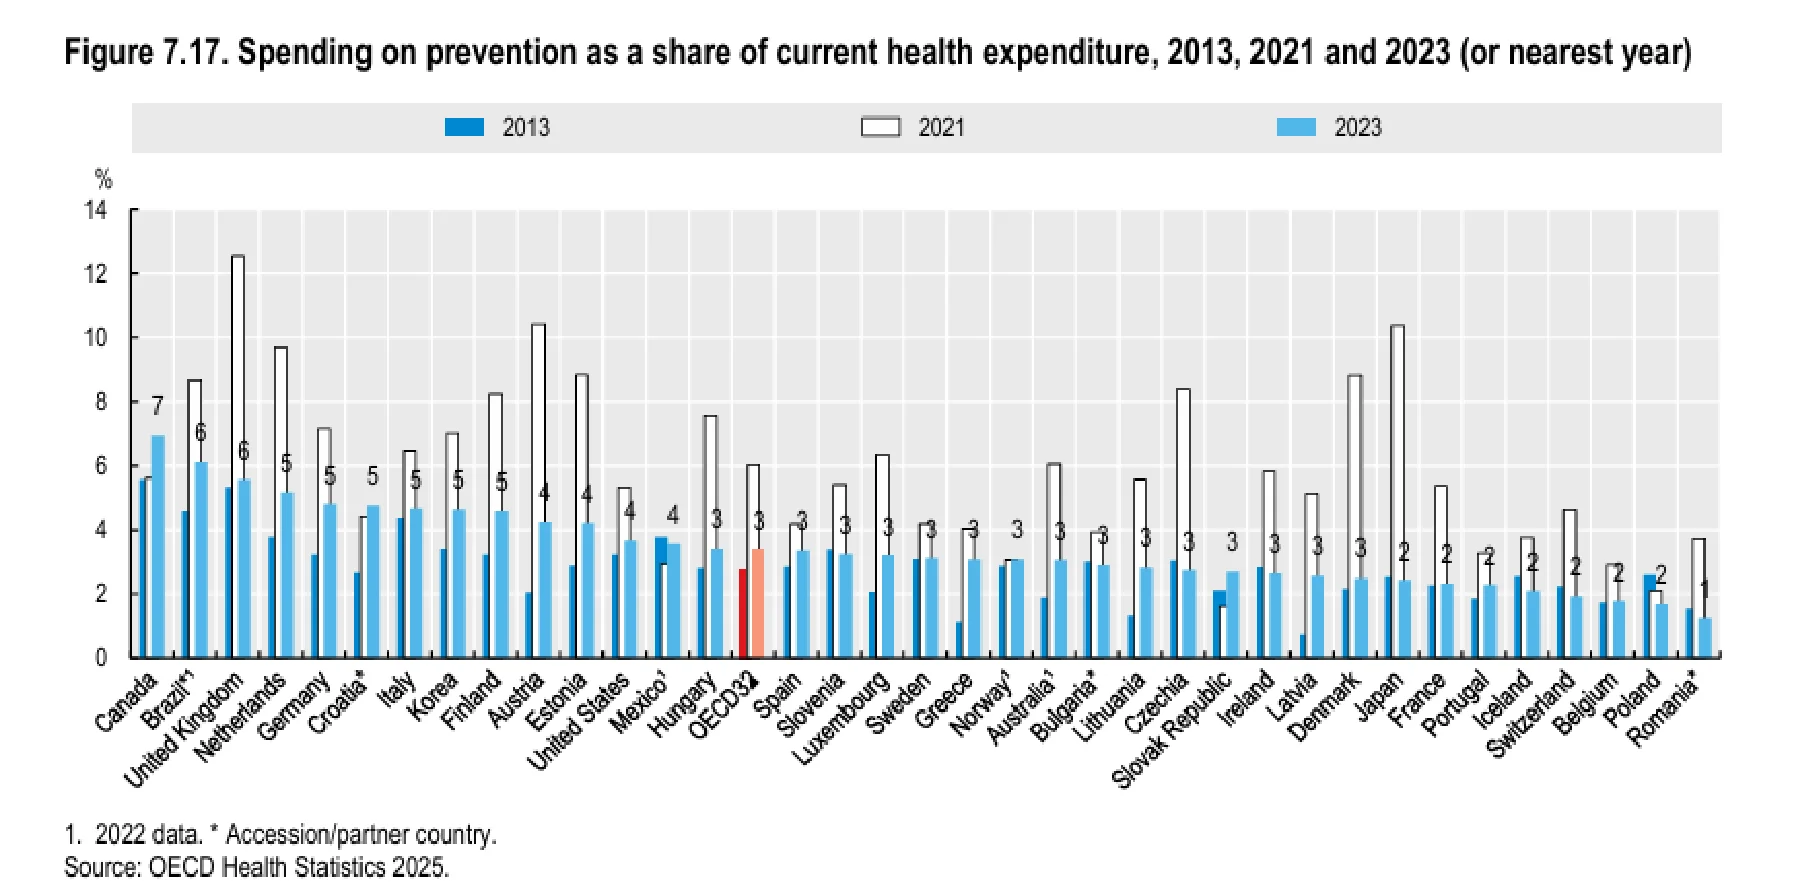 Figure 7.17. Spending on prevention as a share of current health expenditure, 2013, 2021 and 2023 (or nearest year)
2013 2021 2023
%
14
12
10
8
6
4
2
0
7 6 6 5 5 5 5 5 5 4 4 4 4 3 3 3 3 3 3 3 3 3 3 3 3 3 3 3 3 2 2 2 2 2 2 2 1
Canada
Brazil*¹
United Kingdom
Netherlands
Germany
Croatia*
Italy
Korea
Finland
Austria
Estonia
United States
Mexico¹
Hungary
OECD32
Spain
Slovenia
Luxembourg
Sweden
Greece
Norway¹
Australia¹
Bulgaria*
Lithuania
Czechia
Slovak Republic
Ireland
Latvia
Denmark
Japan
France
Portugal
Iceland
Switzerland
Belgium
Poland
Romania*
1. 2022 data. * Accession/partner country.
Source: OECD Health Statistics 2025.